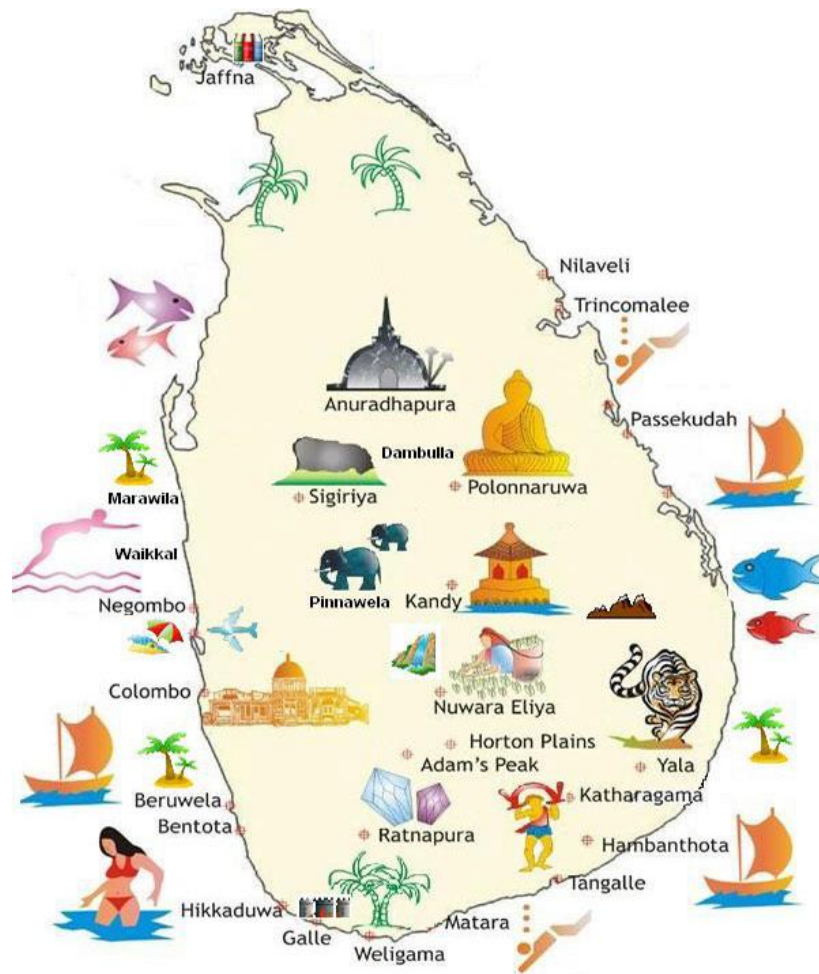 Jaffna
Nilaveli
Trincomalee
Anuradhapura
Passekudah
Dambulla
Marawila
Sigiriya
Polonnaruwa
Waikkal
Pinnawela
Kandy
Negombo
Colombo
Nuwara Eliya
Horton Plains
Adam's Peak
Yala
Beruwela
Katharagama
Bentota
Ratnapura
Hambanthota
Tangalle
Hikkaduwa
Matara
Galle
Weligama